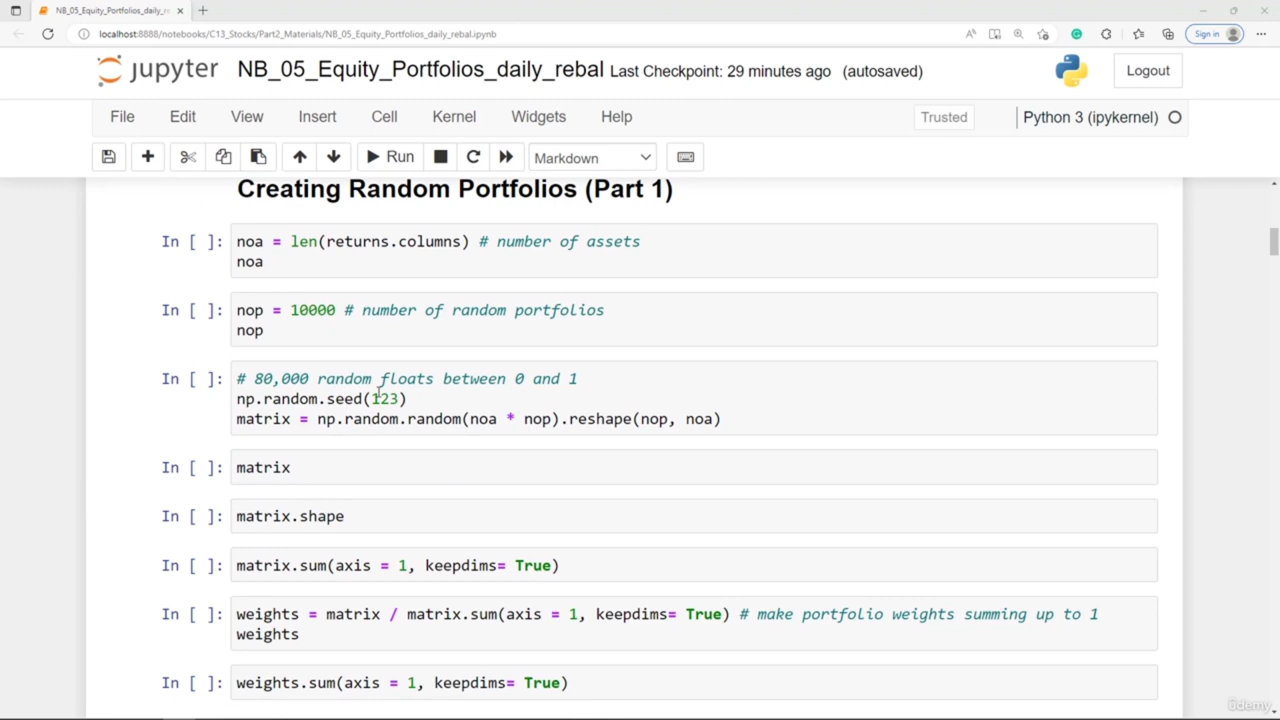 NB_05_Equity_Portfolios_daily_re
localhost:8888/notebooks/C13_Stocks/Part2_Materials/NB_05_Equity_Portfolios_daily_rebal.ipynb
Sign in
jupyter NB_05_Equity_Portfolios_daily_rebal Last Checkpoint: 29 minutes ago (autosaved)
Logout
File Edit View Insert Cell Kernel Widgets Help Trusted Python 3 (ipykernel)
Run Markdown
Creating Random Portfolios (Part 1)
In [ ]: noa = len(returns.columns) # number of assets
noa
In [ ]: nop = 10000 # number of random portfolios
nop
In [ ]: # 80,000 random floats between 0 and 1
np.random.seed(123)
matrix = np.random.random(noa * nop).reshape(nop, noa)
In [ ]: matrix
In [ ]: matrix.shape
In [ ]: matrix.sum(axis = 1, keepdims= True)
In [ ]: weights = matrix / matrix.sum(axis = 1, keepdims= True) # make portfolio weights summing up to 1
weights
In [ ]: weights.sum(axis = 1, keepdims= True)
Udemy